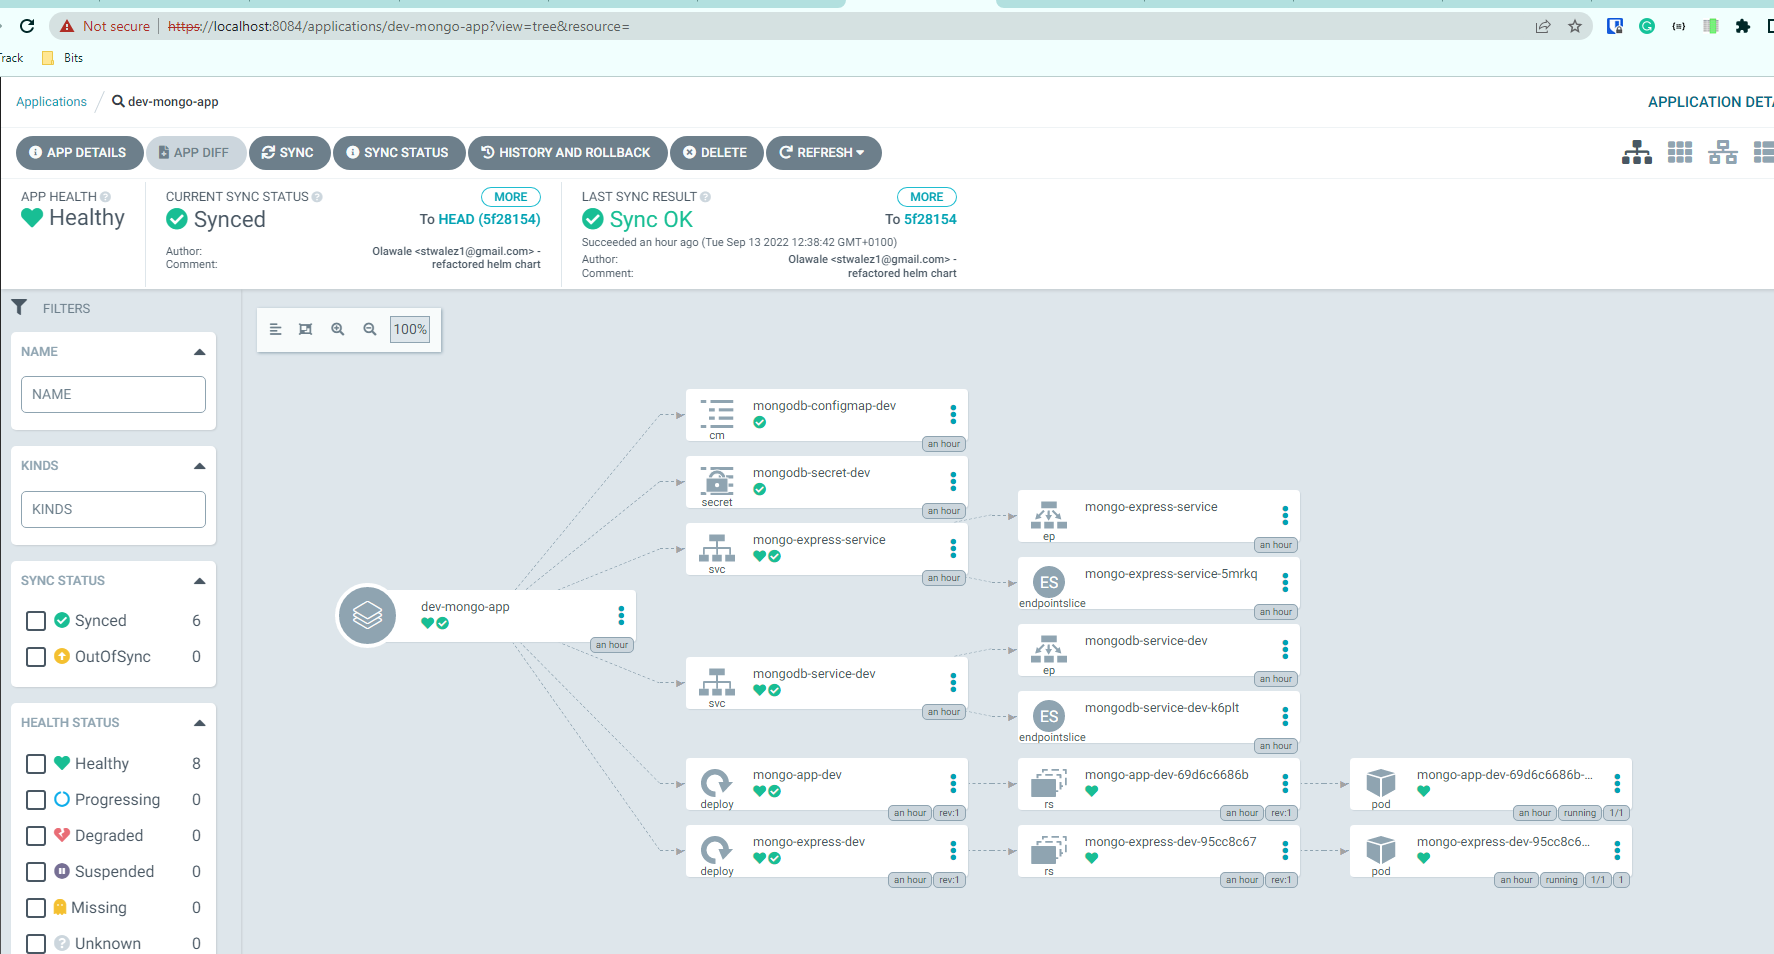 Not secure https://localhost:8084/applications/dev-mongo-app?view=tree&resource=
Track Bits
Applications / dev-mongo-app
APPLICATION DETA
APP DETAILS APP DIFF SYNC SYNC STATUS HISTORY AND ROLLBACK DELETE REFRESH
APP HEALTH
Healthy
CURRENT SYNC STATUS MORE
Synced
To HEAD (5f28154)
Author: Olawale <stwalez1@gmail.com> -
Comment: refactored helm chart
LAST SYNC RESULT MORE
Sync OK
To 5f28154
Succeeded an hour ago (Tue Sep 13 2022 12:38:42 GMT+0100)
Author: Olawale <stwalez1@gmail.com> -
Comment: refactored helm chart
FILTERS
NAME
NAME
KINDS
KINDS
SYNC STATUS
Synced 6
OutOfSync 0
HEALTH STATUS
Healthy 8
Progressing 0
Degraded 0
Suspended 0
Missing 0
Unknown 0
100%
dev-mongo-app
an hour
mongodb-configmap-dev
cm
an hour
mongodb-secret-dev
secret
an hour
mongo-express-service
svc
an hour
mongo-express-service
ep
an hour
ES
mongo-express-service-5mrkq
endpointslice
an hour
mongodb-service-dev
svc
an hour
mongodb-service-dev
ep
an hour
ES
mongodb-service-dev-k6plt
endpointslice
an hour
mongo-app-dev
deploy
an hour rev:1
mongo-app-dev-69d6c6686b
rs
an hour rev:1
mongo-app-dev-69d6c6686b-...
pod
an hour running 1/1
mongo-express-dev
deploy
an hour rev:1
mongo-express-dev-95cc8c67
rs
an hour rev:1
mongo-express-dev-95cc8c6...
pod
an hour running 1/1 1